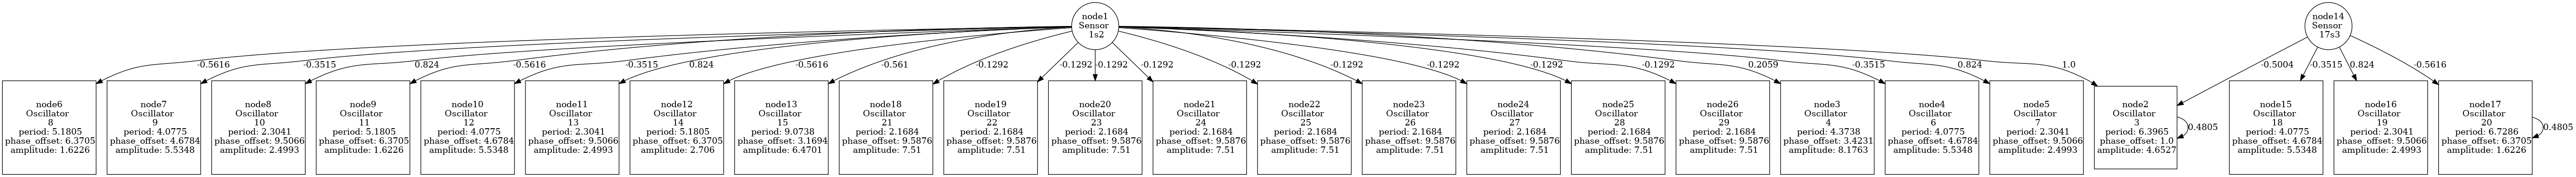 node1
Sensor
1s2
node14
Sensor
17s3
-0.5616
-0.3515
0.824
-0.5616
-0.3515
0.824
-0.5616
-0.561
-0.1292
-0.1292
-0.1292
-0.1292
-0.1292
-0.1292
-0.1292
-0.1292
-0.1292
0.2059
-0.3515
0.824
1.0
-0.5004
-0.3515
0.824
-0.5616
node6
Oscillator
8
period: 5.1805
phase_offset: 6.3705
amplitude: 1.6226
node7
Oscillator
9
period: 4.0775
phase_offset: 4.6784
amplitude: 5.5348
node8
Oscillator
10
period: 2.3041
phase_offset: 9.5066
amplitude: 2.4993
node9
Oscillator
11
period: 5.1805
phase_offset: 6.3705
amplitude: 1.6226
node10
Oscillator
12
period: 4.0775
phase_offset: 4.6784
amplitude: 5.5348
node11
Oscillator
13
period: 2.3041
phase_offset: 9.5066
amplitude: 2.4993
node12
Oscillator
14
period: 5.1805
phase_offset: 6.3705
amplitude: 2.706
node13
Oscillator
15
period: 9.0738
phase_offset: 3.1694
amplitude: 6.4701
node18
Oscillator
21
period: 2.1684
phase_offset: 9.5876
amplitude: 7.51
node19
Oscillator
22
period: 2.1684
phase_offset: 9.5876
amplitude: 7.51
node20
Oscillator
23
period: 2.1684
phase_offset: 9.5876
amplitude: 7.51
node21
Oscillator
24
period: 2.1684
phase_offset: 9.5876
amplitude: 7.51
node22
Oscillator
25
period: 2.1684
phase_offset: 9.5876
amplitude: 7.51
node23
Oscillator
26
period: 2.1684
phase_offset: 9.5876
amplitude: 7.51
node24
Oscillator
27
period: 2.1684
phase_offset: 9.5876
amplitude: 7.51
node25
Oscillator
28
period: 2.1684
phase_offset: 9.5876
amplitude: 7.51
node26
Oscillator
29
period: 2.1684
phase_offset: 9.5876
amplitude: 7.51
node3
Oscillator
4
period: 4.3738
phase_offset: 3.4231
amplitude: 8.1763
node4
Oscillator
6
period: 4.0775
phase_offset: 4.6784
amplitude: 5.5348
node5
Oscillator
7
period: 2.3041
phase_offset: 9.5066
amplitude: 2.4993
node2
Oscillator
3
period: 6.3965
phase_offset: 1.0
amplitude: 4.6527
0.4805
node15
Oscillator
18
period: 4.0775
phase_offset: 4.6784
amplitude: 5.5348
node16
Oscillator
19
period: 2.3041
phase_offset: 9.5066
amplitude: 2.4993
node17
Oscillator
20
period: 6.7286
phase_offset: 6.3705
amplitude: 1.6226
0.4805